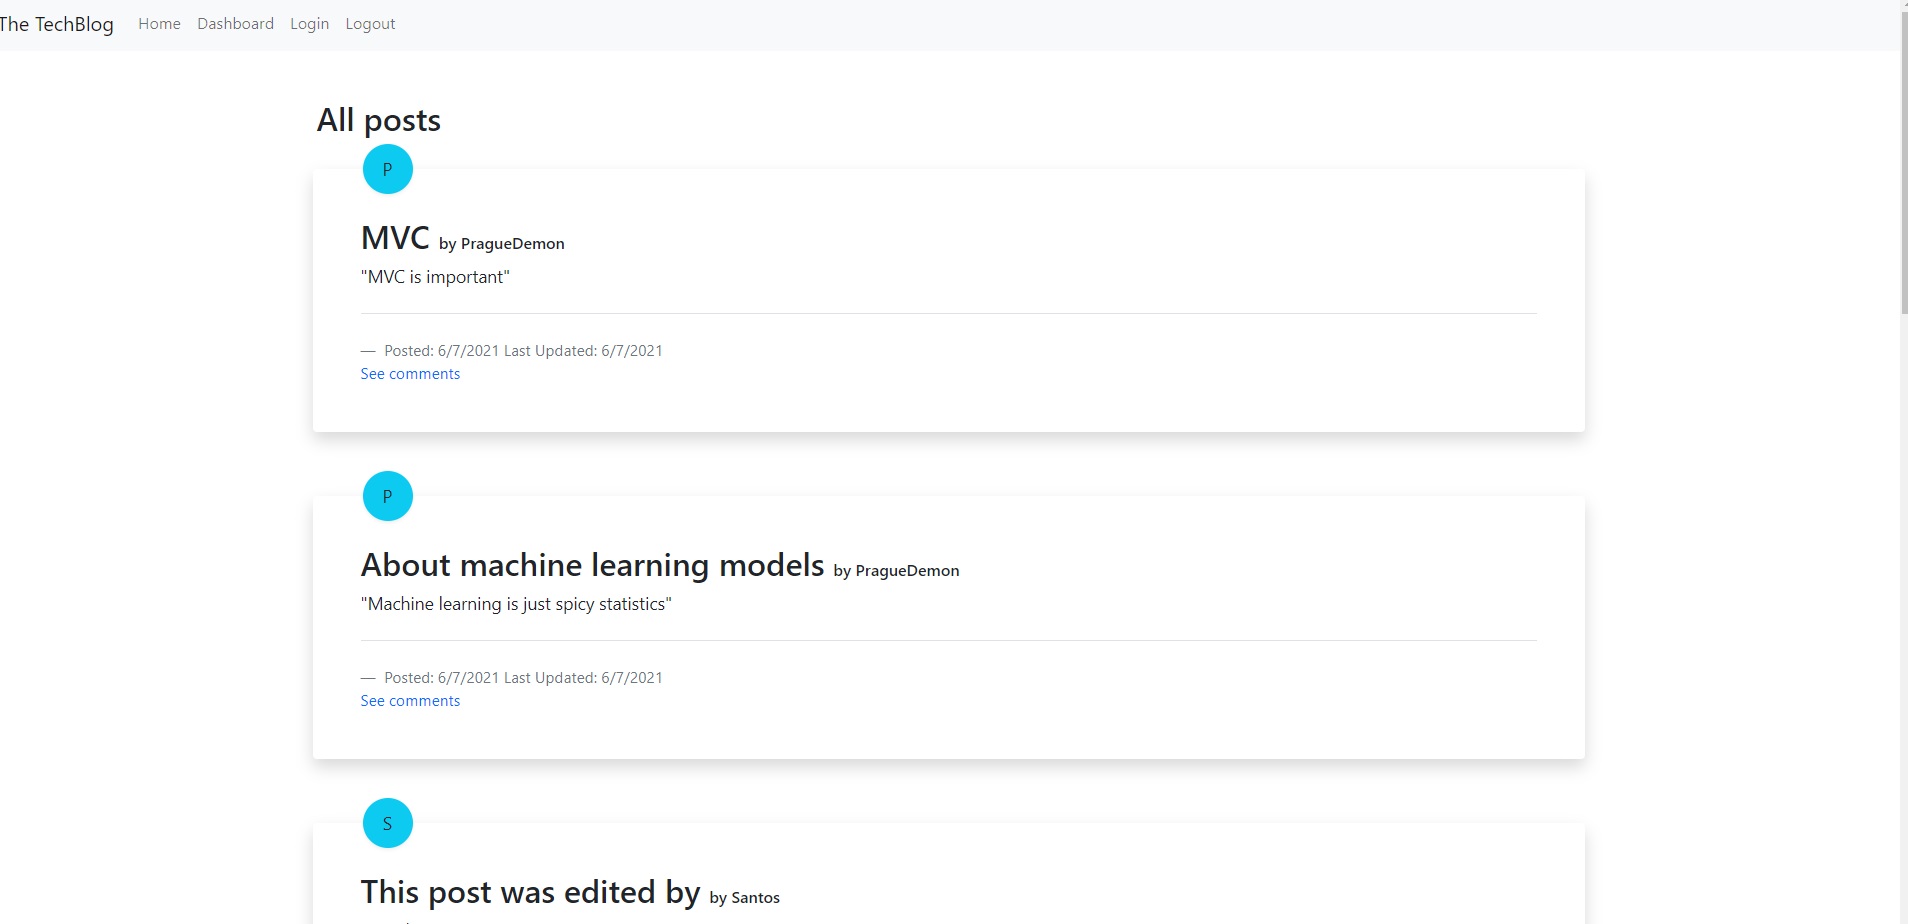 The TechBlog Home Dashboard Login Logout
All posts
P
MVC by PragueDemon
"MVC is important"
— Posted: 6/7/2021 Last Updated: 6/7/2021
See comments
P
About machine learning models by PragueDemon
"Machine learning is just spicy statistics"
— Posted: 6/7/2021 Last Updated: 6/7/2021
See comments
S
This post was edited by by Santos